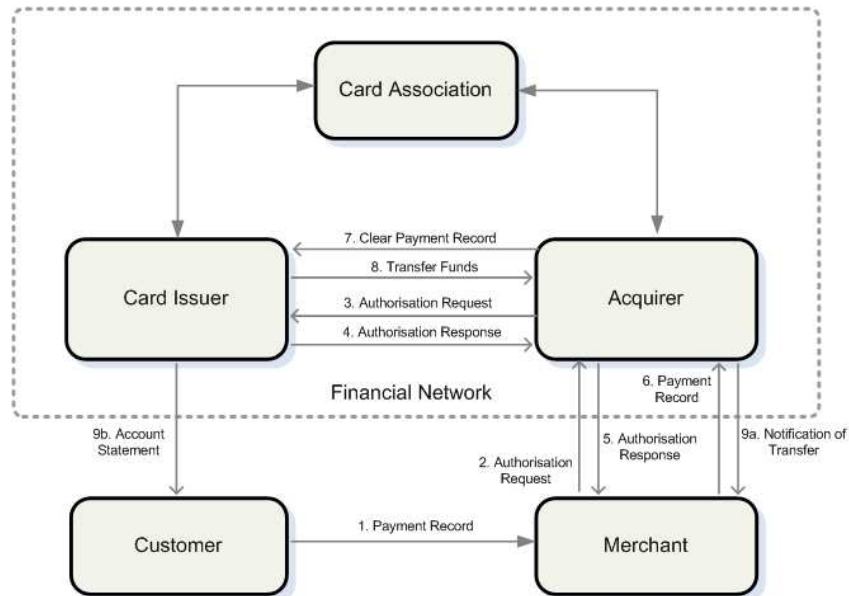 Card Association
7. Clear Payment Record
8. Transfer Funds
Card Issuer
Acquirer
3. Authorisation Request
4. Authorisation Response
Financial Network
6. Payment
Record
9b. Account
Statement
5. Authorisation
Response
9a. Notification of
Transfer
2. Authorisation
Request
1. Payment Record
Customer
Merchant